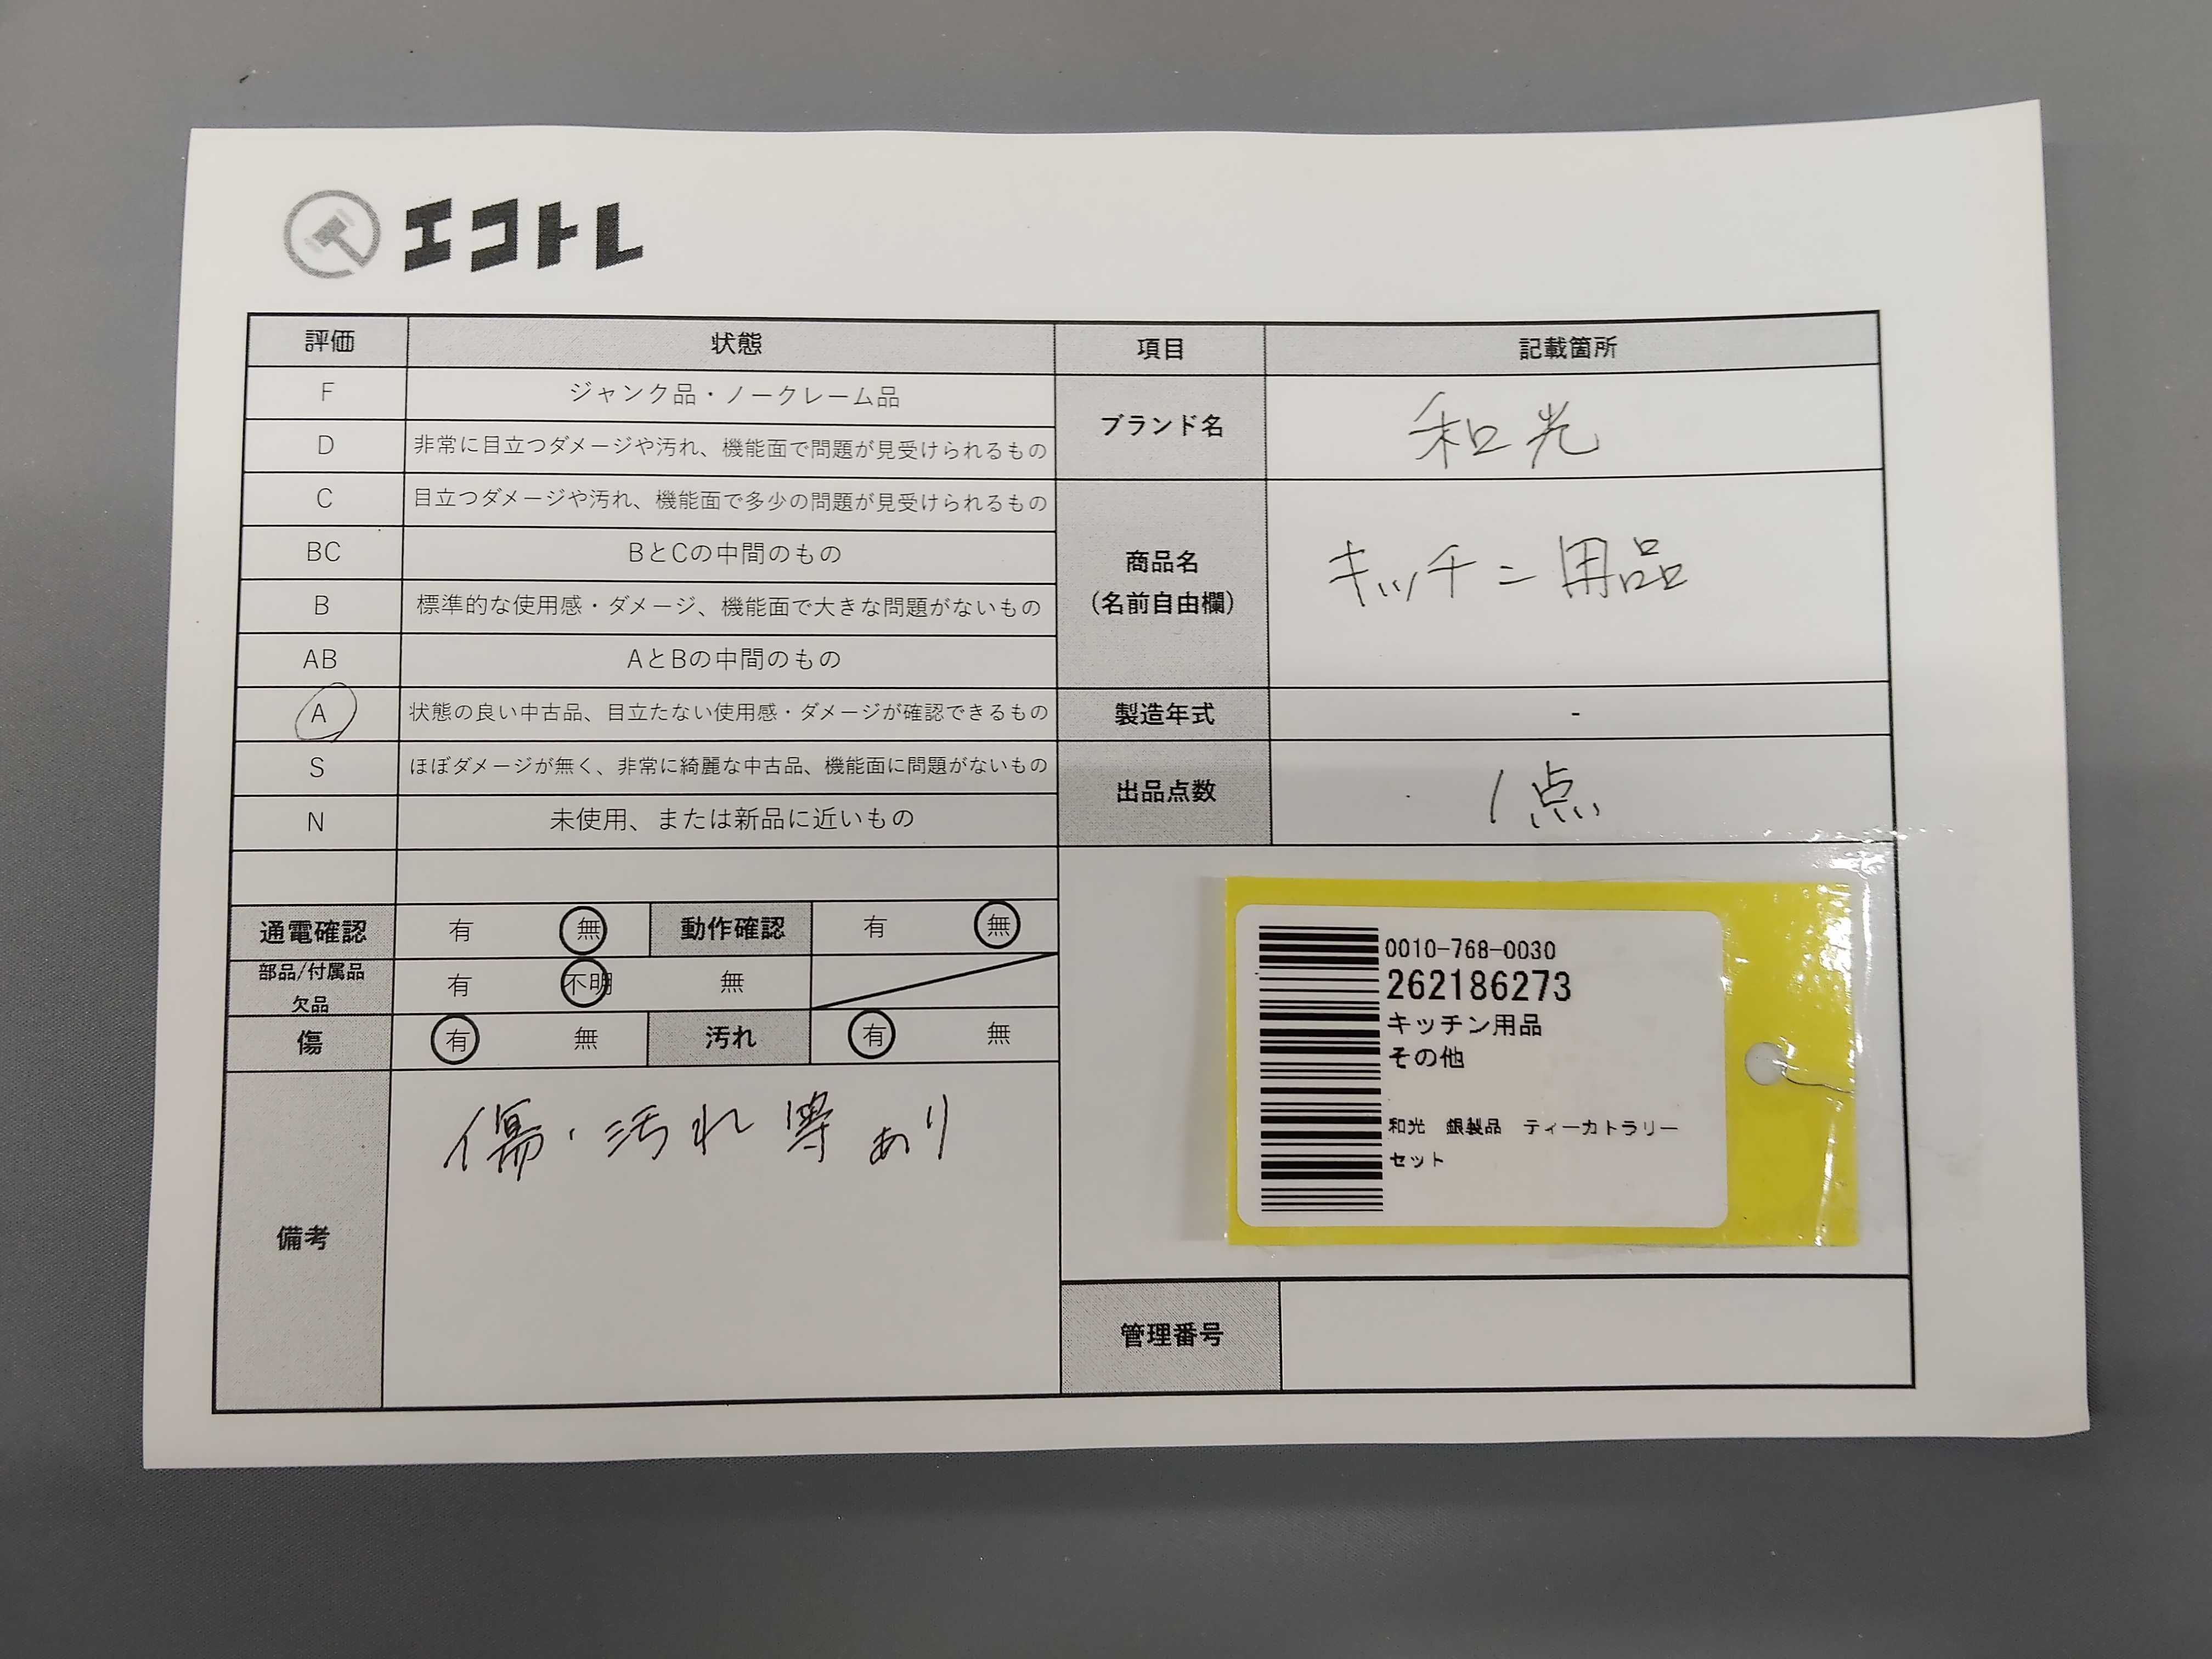 エコトレ
評価 状態 項目 記載箇所
F ジャンク品・ノークレーム品
D 非常に目立つダメージや汚れ、機能面で問題が見受けられるもの
ブランド名 和光
C 目立つダメージや汚れ、機能面で多少の問題が見受けられるもの
BC BとCの中間のもの
B 標準的な使用感・ダメージ、機能面で大きな問題がないもの
AB AとBの中間のもの
商品名
(名前自由欄)
キッチン用品
A 状態の良い中古品、目立たない使用感・ダメージが確認できるもの
製造年式 -
S ほぼダメージが無く、非常に綺麗な中古品、機能面に問題がないもの
N 未使用、または新品に近いもの
出品点数 1点
通電確認 有 無 動作確認 有 無
部品/付属品
欠品
有 不明 無
傷 有 無 汚れ 有 無
備考
傷・汚れ等あり
0010-768-0030
262186273
キッチン用品
その他
和光 銀製品 ティーカトラリー
セット
管理番号